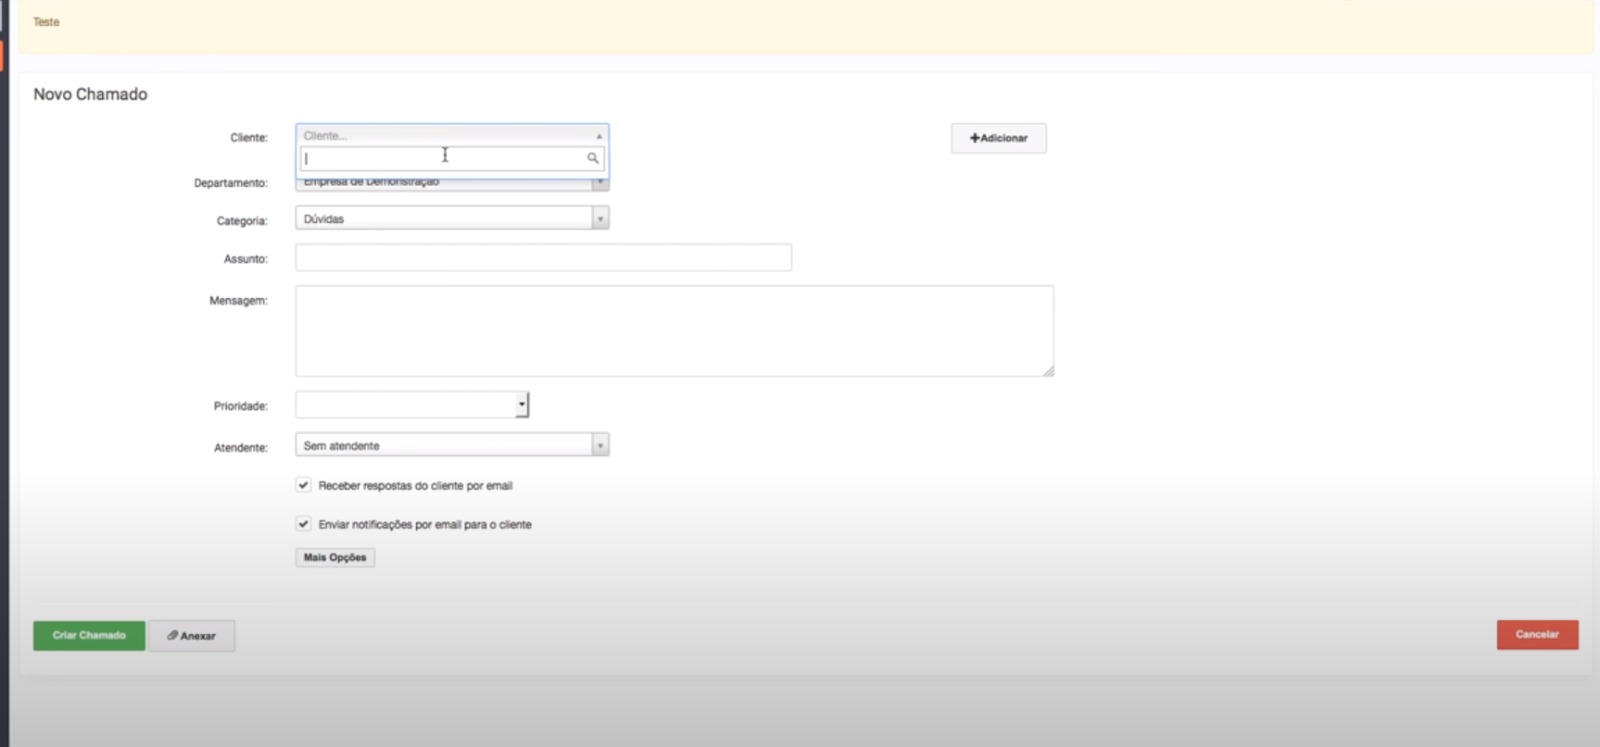 Teste
Novo Chamado
Cliente:
Cliente...
+Adicionar
Departamento:
Empresa de Demonstração
Categoria:
Dúvidas
Assunto:
Mensagem:
Prioridade:
Atendente:
Sem atendente
Receber respostas do cliente por email
Enviar notificações por email para o cliente
Mais Opções
Criar Chamado
Anexar
Cancelar